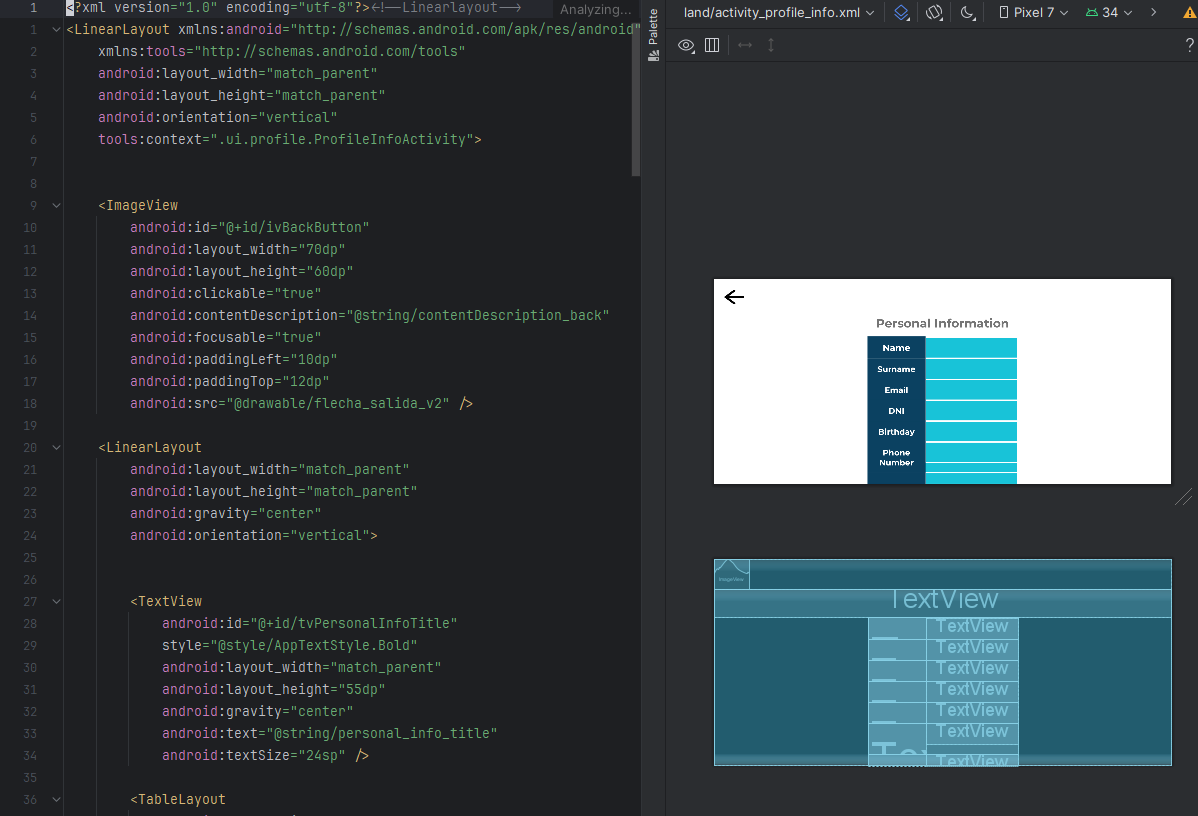 1 <?xml version="1.0" encoding="utf-8"?><!--Linearlayout--> Analyzing...
1 <LinearLayout xmlns:android="http://schemas.android.com/apk/res/android"
2 xmlns:tools="http://schemas.android.com/tools"
3 android:layout_width="match_parent"
4 android:layout_height="match_parent"
5 android:orientation="vertical"
6 tools:context=".ui.profile.ProfileInfoActivity">
7
8
9 <ImageView
10 android:id="@+id/ivBackButton"
11 android:layout_width="70dp"
12 android:layout_height="60dp"
13 android:clickable="true"
14 android:contentDescription="@string/contentDescription_back"
15 android:focusable="true"
16 android:paddingLeft="10dp"
17 android:paddingTop="12dp"
18 android:src="@drawable/flecha_salida_v2" />
19
20 <LinearLayout
21 android:layout_width="match_parent"
22 android:layout_height="match_parent"
23 android:gravity="center"
24 android:orientation="vertical">
25
26
27 <TextView
28 android:id="@+id/tvPersonalInfoTitle"
29 style="@style/AppTextStyle.Bold"
30 android:layout_width="match_parent"
31 android:layout_height="55dp"
32 android:gravity="center"
33 android:text="@string/personal_info_title"
34 android:textSize="24sp" />
35
36 <TableLayout
Palette
land/activity_profile_info.xml
Pixel 7
34
?
Personal Information
Name
Surname
Email
DNI
Birthday
Phone
Number
ImageView
TextView
TextView
TextView
TextView
TextView
TextView
TextView
TextView